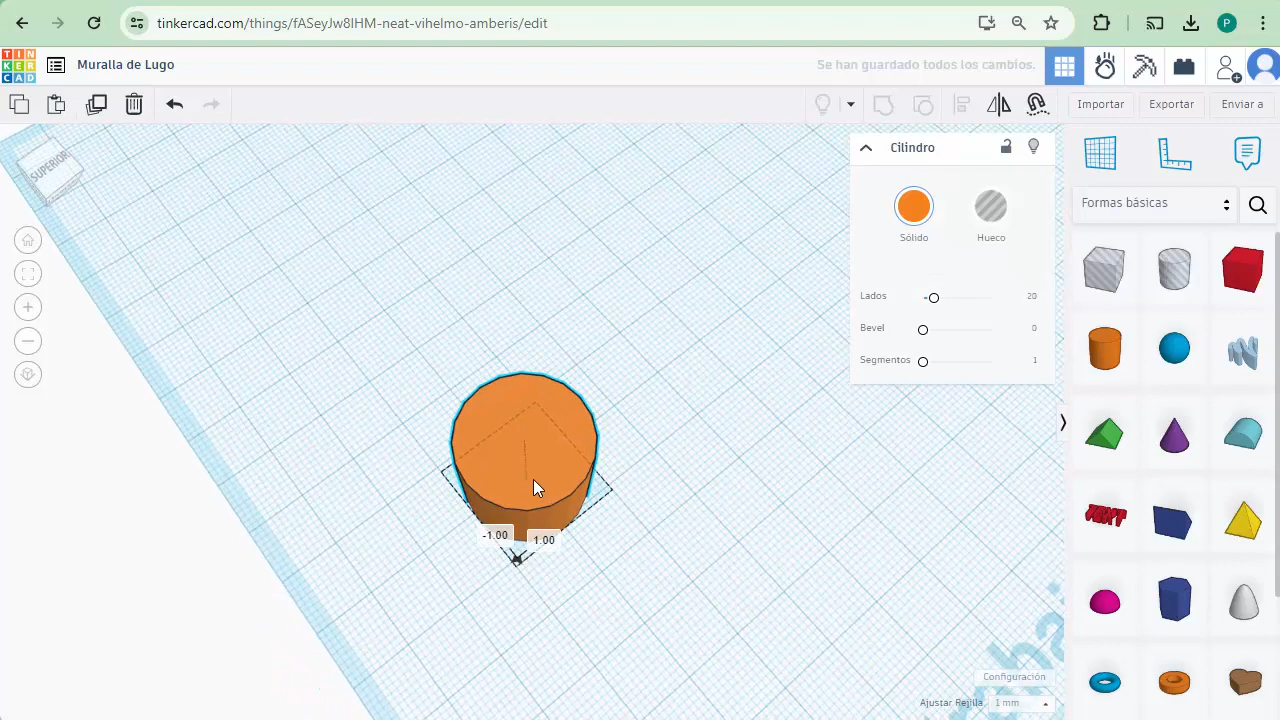 tinkercad.com/things/fASeyJw8IHM-neat-vihelmo-amberis/edit
P
TIN
KER
CAD
Muralla de Lugo
Se han guardado todos los cambios.
Importar
Exportar
Enviar a
SUPERIOR
Cilindro
Sólido
Hueco
Lados
20
Bevel
0
Segmentos
1
Formas básicas
TEXT
-1.00
1.00
Configuración
Ajustar Rejilla
1 mm